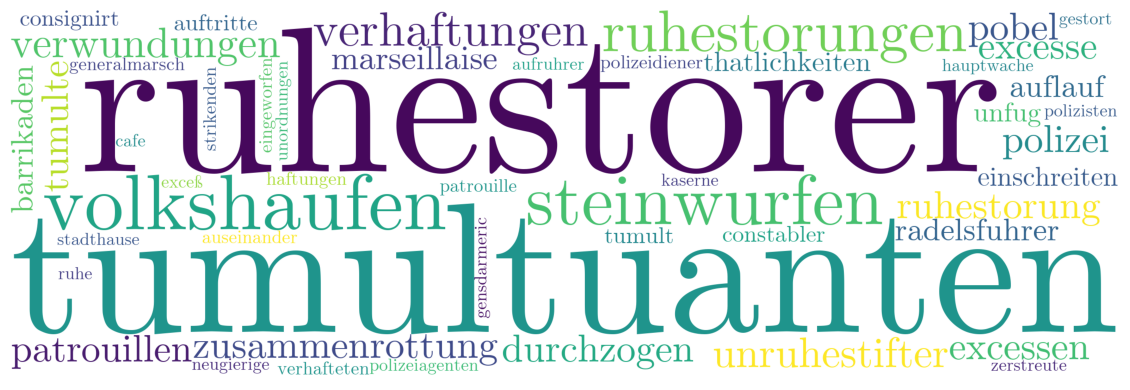 consignirt auftritte verhaftungen ruhestorungen pobel gestort
verwundungen marseillaise excesse
generalmarsch aufruhrer polizeidiener thatlichkeiten hauptwache
barrikaden tumulte strikenden eingeworfen unordnungen auflauf
ruhestorer
unfug polizisten
cafe polizei
exceß haftungen patrouille kaserne einschreiten
volkshaufen steinwurfen ruhestorung
stadthause auseinander gensdarmeric tumult constabler radelsfuhrer
ruhe
tumultuanten
patrouillen zusammenrottung durchzogen unruhestifter excessen
neugierige verhafteten polizeiagenten zerstreute